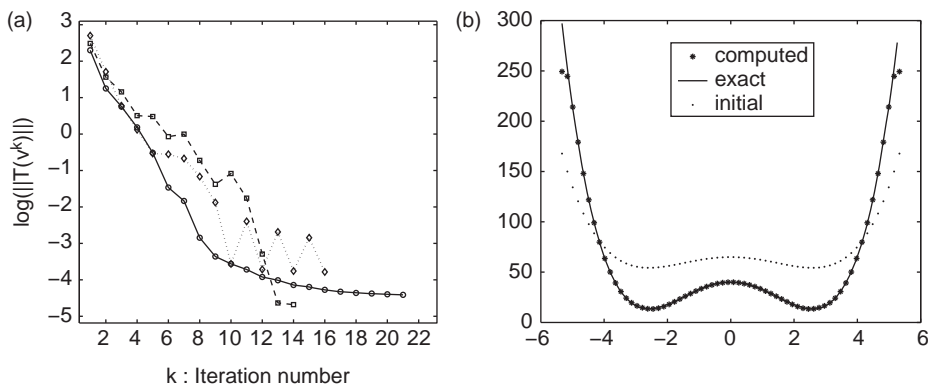 (a)
3
2
1
0
−1
−2
−3
−4
−5
log(||T(v^k)||)
2 4 6 8 10 12 14 16 18 20 22
k : Iteration number
(b)
300
250
200
150
100
50
0
computed
exact
initial
−6 −4 −2 0 2 4 6